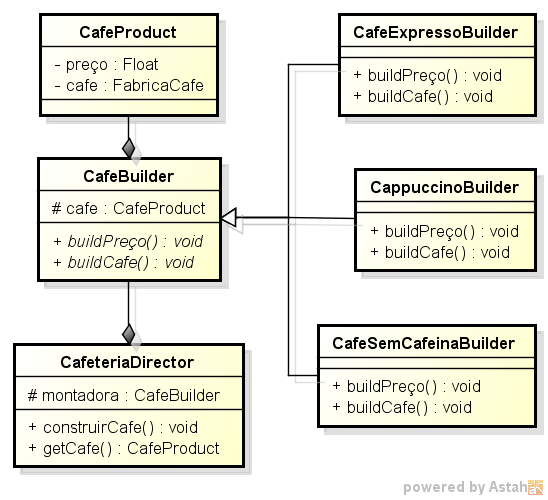 CafeProduct
- preço : Float
- cafe : FabricaCafe
CafeBuilder
# cafe : CafeProduct
+ buildPreço() : void
+ buildCafe() : void
CafeteriaDirector
# montadora : CafeBuilder
+ construirCafe() : void
+ getCafe() : CafeProduct
CafeExpressoBuilder
+ buildPreço() : void
+ buildCafe() : void
CappuccinoBuilder
+ buildPreço() : void
+ buildCafe() : void
CafeSemCafeinaBuilder
+ buildPreço() : void
+ buildCafe() : void
powered by Astah